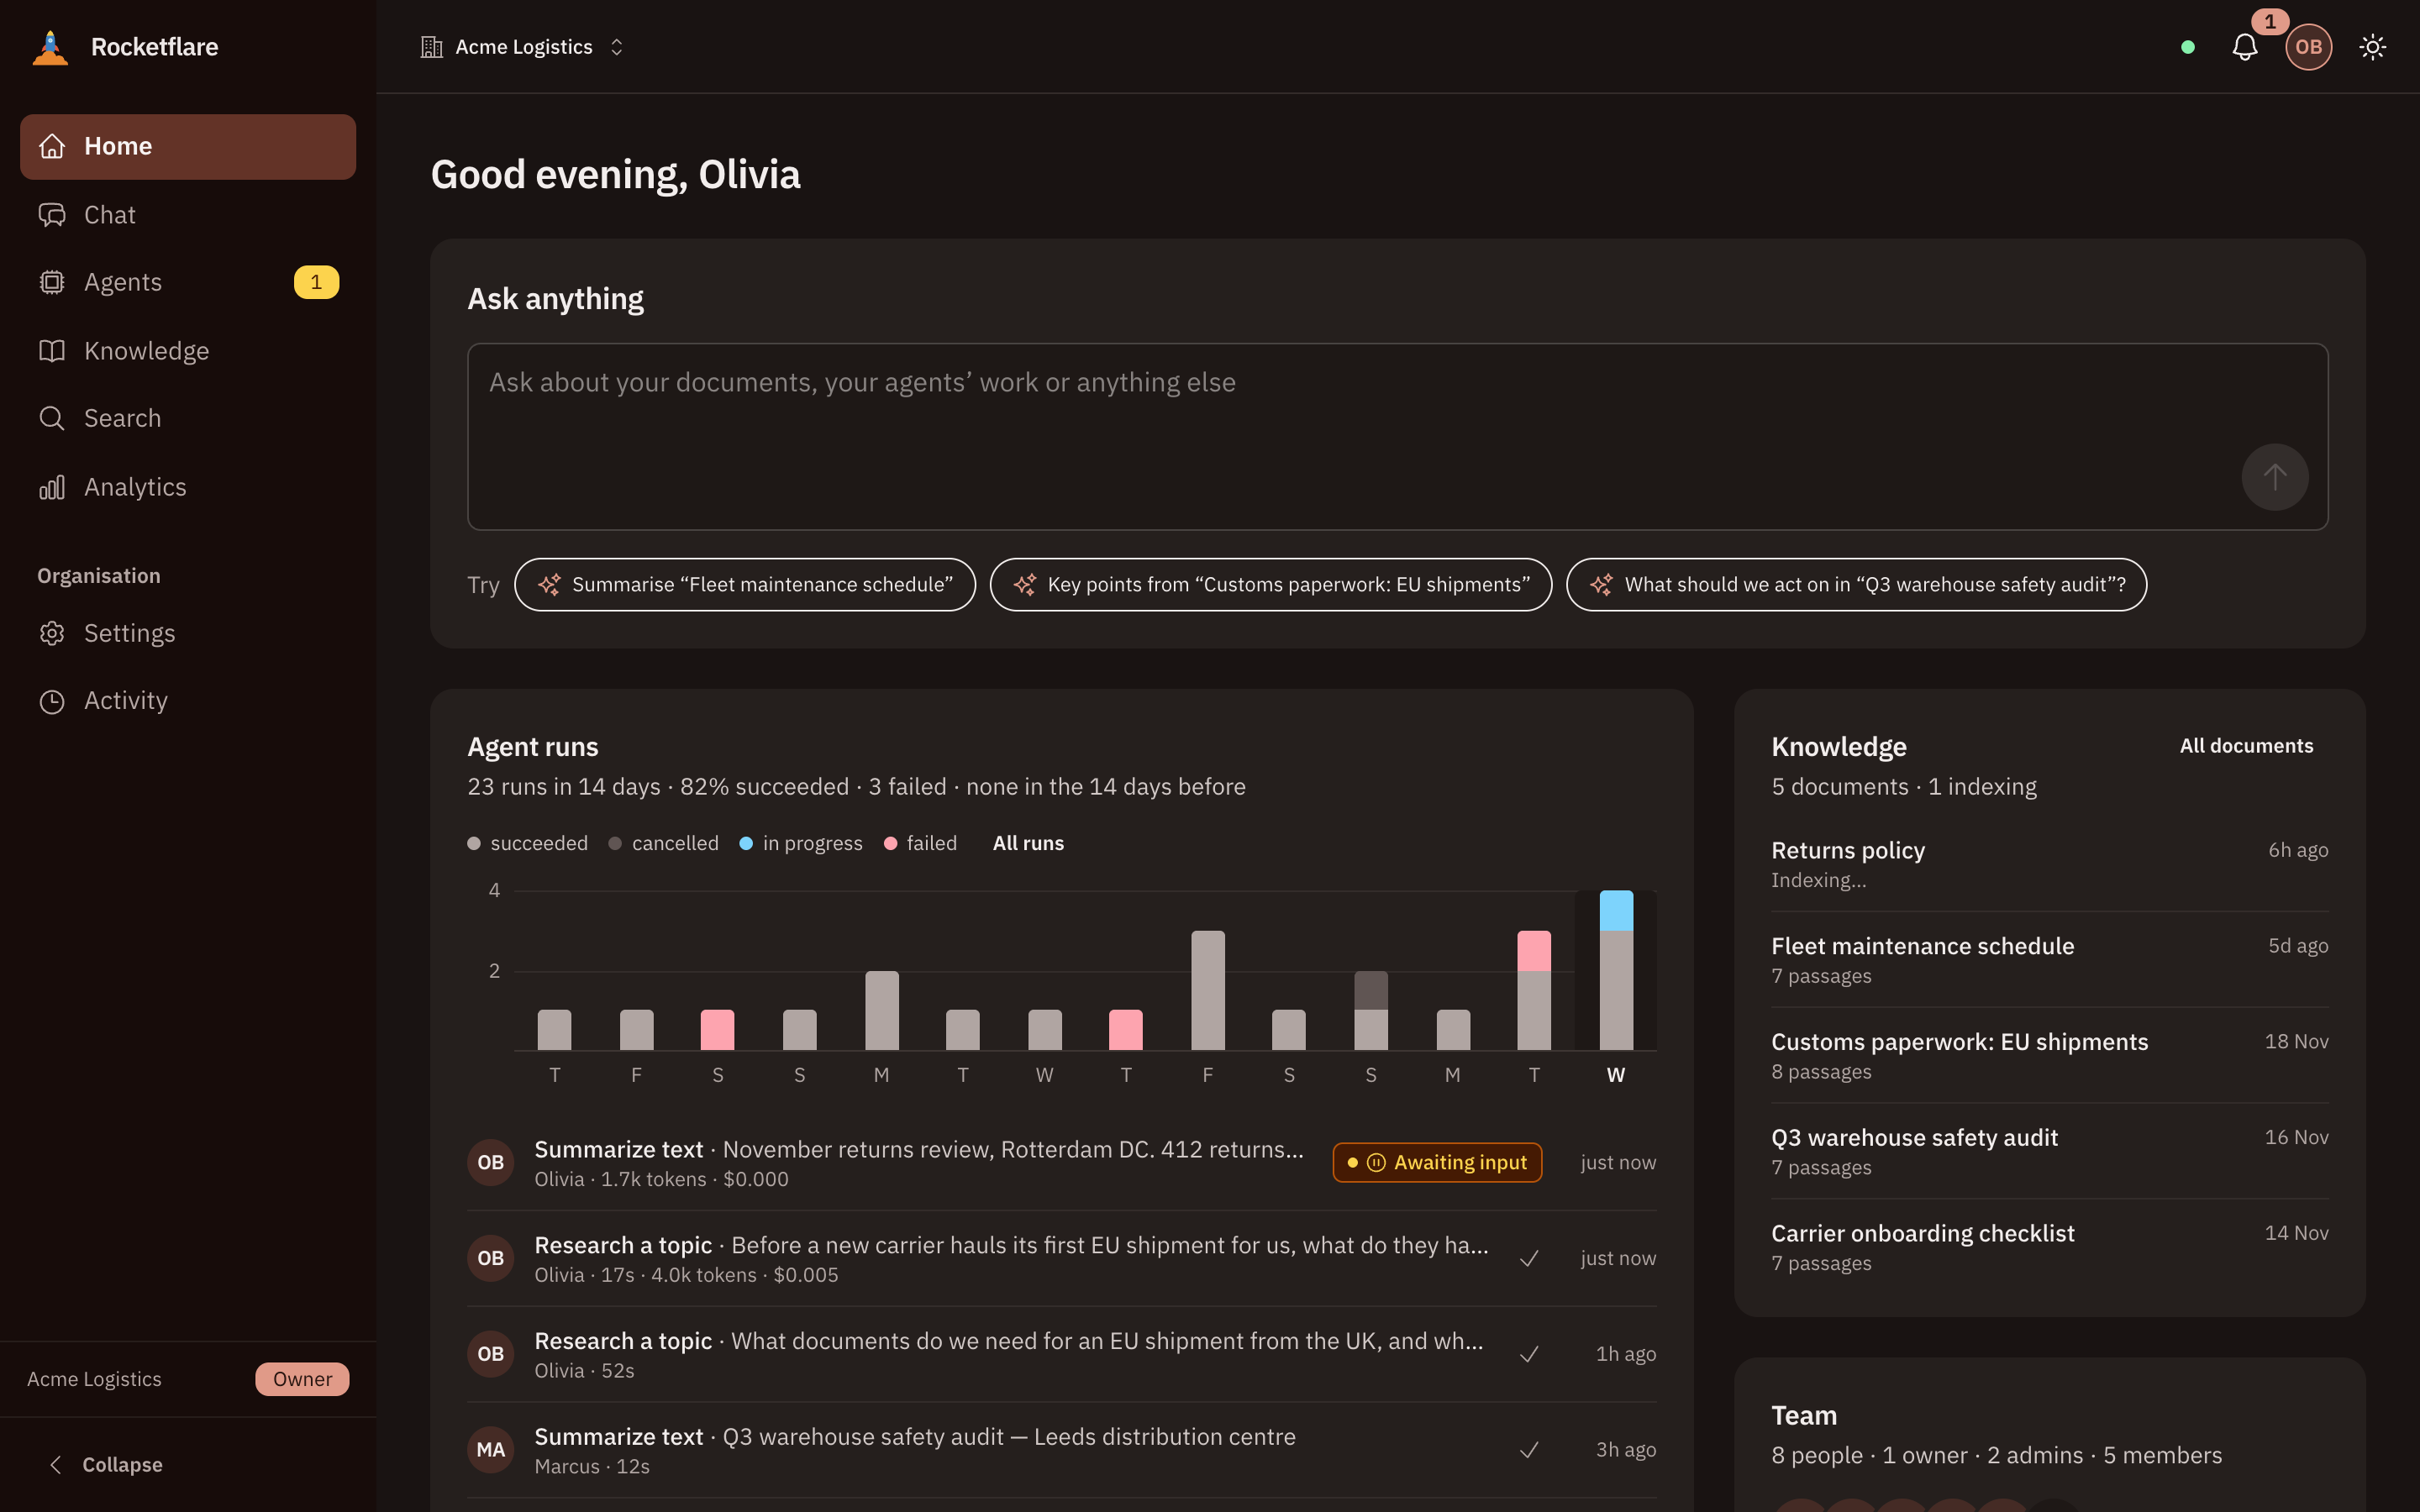 Rocketflare
Acme Logistics
1
OB
Home
Chat
Agents 1
Knowledge
Search
Analytics
Organisation
Settings
Activity
Acme Logistics Owner
Collapse
Good evening, Olivia
Ask anything
Ask about your documents, your agents’ work or anything else
Try
Summarise “Fleet maintenance schedule”
Key points from “Customs paperwork: EU shipments”
What should we act on in “Q3 warehouse safety audit”?
Agent runs
23 runs in 14 days · 82% succeeded · 3 failed · none in the 14 days before
succeeded cancelled in progress failed All runs
4
2
T F S S M T W T F S S M T W
OB Summarize text · November returns review, Rotterdam DC. 412 returns… Awaiting input just now
Olivia · 1.7k tokens · $0.000
OB Research a topic · Before a new carrier hauls its first EU shipment for us, what do they ha… just now
Olivia · 17s · 4.0k tokens · $0.005
OB Research a topic · What documents do we need for an EU shipment from the UK, and wh… 1h ago
Olivia · 52s
MA Summarize text · Q3 warehouse safety audit — Leeds distribution centre 3h ago
Marcus · 12s
Knowledge All documents
5 documents · 1 indexing
Returns policy 6h ago
Indexing…
Fleet maintenance schedule 5d ago
7 passages
Customs paperwork: EU shipments 18 Nov
8 passages
Q3 warehouse safety audit 16 Nov
7 passages
Carrier onboarding checklist 14 Nov
7 passages
Team
8 people · 1 owner · 2 admins · 5 members